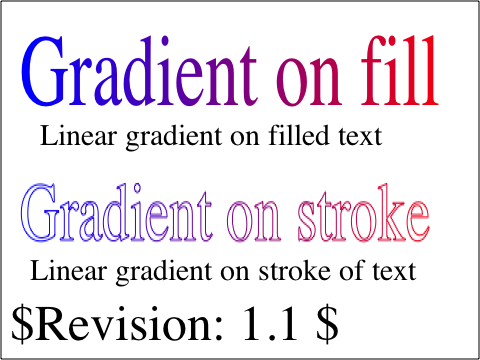 Gradient on fill
Linear gradient on filled text
Gradient on stroke
Linear gradient on stroke of text
$Revision: 1.1 $